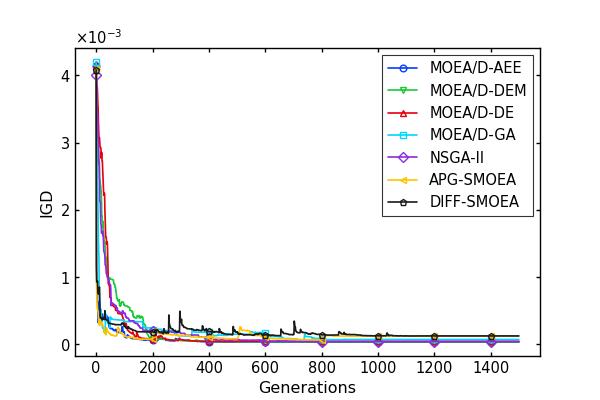 ×10⁻³
4
3
2
1
0
IGD
0 200 400 600 800 1000 1200 1400
Generations
MOEA/D-AEE
MOEA/D-DEM
MOEA/D-DE
MOEA/D-GA
NSGA-II
APG-SMOEA
DIFF-SMOEA